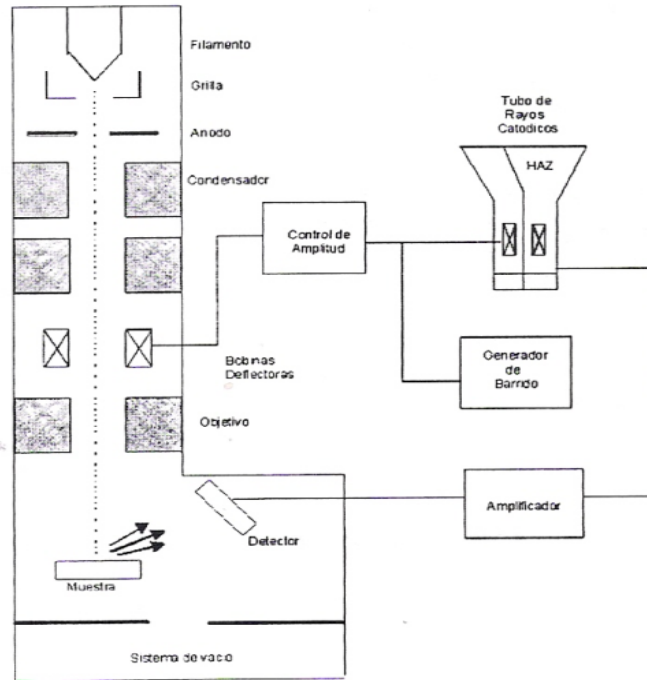 Filamento
Grilla
Anodo
Condensador
Tubo de
Rayos
Catodicos
HAZ
Control de
Amplitud
Bobinas
Deflectoras
Generador
de
Barrido
Objetivo
Amplificador
Detector
Muestra
Sistema de vacio